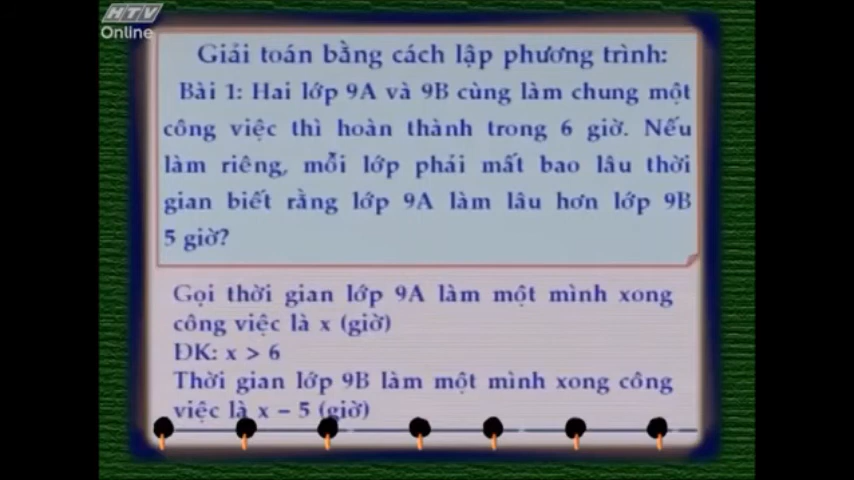 HTV
Online
Giải toán bằng cách lập phương trình:
Bài 1: Hai lớp 9A và 9B cùng làm chung một
công việc thì hoàn thành trong 6 giờ. Nếu
làm riêng, mỗi lớp phải mất bao lâu thời
gian biết rằng lớp 9A làm lâu hơn lớp 9B
5 giờ?
Gọi thời gian lớp 9A làm một mình xong
công việc là x (giờ)
ĐK: x > 6
Thời gian lớp 9B làm một mình xong công
việc là x – 5 (giờ)